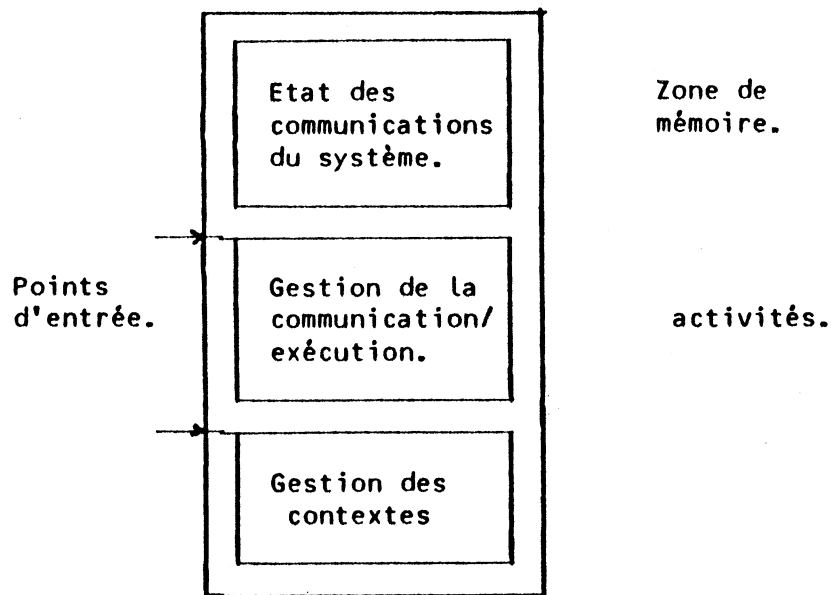 Etat des
communications
du système.
Zone de
mémoire.
Points
d'entrée.
Gestion de la
communication/
exécution.
activités.
Gestion des
contextes